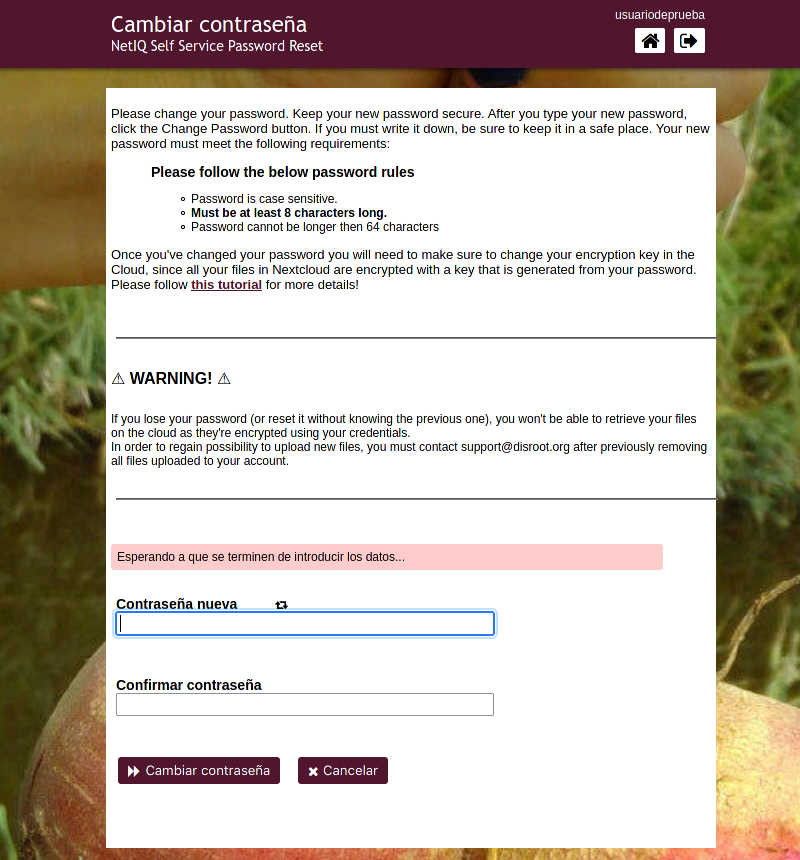 Cambiar contraseña
NetIQ Self Service Password Reset
usuariodeprueba
Please change your password. Keep your new password secure. After you type your new password,
click the Change Password button. If you must write it down, be sure to keep it in a safe place. Your new
password must meet the following requirements:
Please follow the below password rules
Password is case sensitive.
Must be at least 8 characters long.
Password cannot be longer then 64 characters
Once you've changed your password you will need to make sure to change your encryption key in the
Cloud, since all your files in Nextcloud are encrypted with a key that is generated from your password.
Please follow this tutorial for more details!
⚠ WARNING! ⚠
If you lose your password (or reset it without knowing the previous one), you won't be able to retrieve your files
on the cloud as they're encrypted using your credentials.
In order to regain possibility to upload new files, you must contact support@disroot.org after previously removing
all files uploaded to your account.
Esperando a que se terminen de introducir los datos...
Contraseña nueva
Confirmar contraseña
Cambiar contraseña
Cancelar